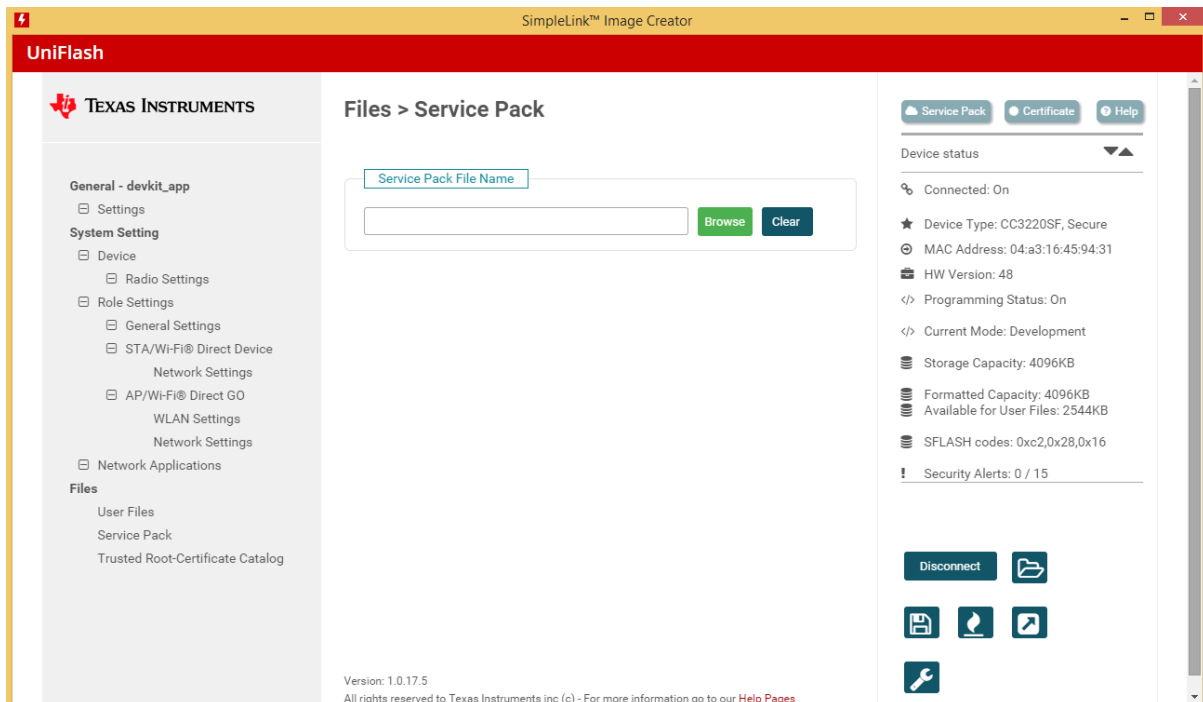 SimpleLink™ Image Creator
UniFlash
TEXAS INSTRUMENTS
General - devkit_app
Settings
System Setting
Device
Radio Settings
Role Settings
General Settings
STA/Wi-Fi® Direct Device
Network Settings
AP/Wi-Fi® Direct GO
WLAN Settings
Network Settings
Network Applications
Files
User Files
Service Pack
Trusted Root-Certificate Catalog
Files > Service Pack
Service Pack File Name
Browse Clear
Version: 1.0.17.5
All rights reserved to Texas Instruments inc (c) - For more information go to our Help Pages
Service Pack Certificate Help
Device status
Connected: On
Device Type: CC3220SF, Secure
MAC Address: 04:a3:16:45:94:31
HW Version: 48
Programming Status: On
Current Mode: Development
Storage Capacity: 4096KB
Formatted Capacity: 4096KB
Available for User Files: 2544KB
SFLASH codes: 0xc2,0x28,0x16
Security Alerts: 0 / 15
Disconnect